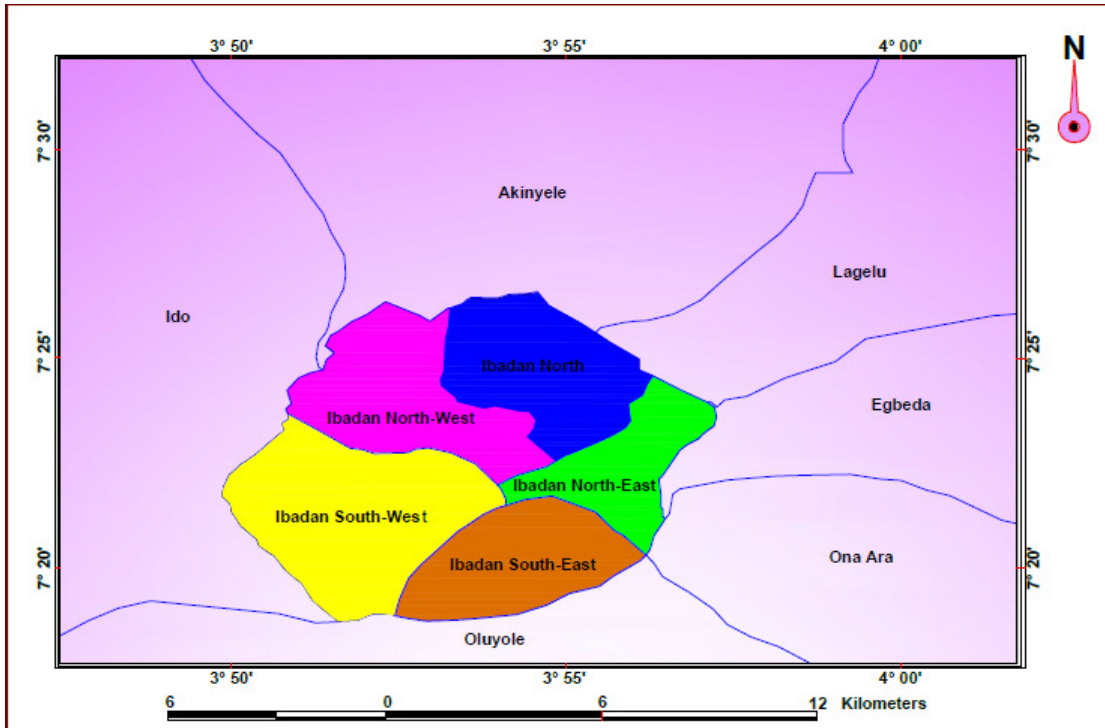 3° 50'
3° 55'
4° 00'
N
7° 30'
7° 30'
Akinyele
Lagelu
Ido
7° 25'
Ibadan North
7° 25'
Egbeda
Ibadan North-West
Ibadan North-East
Ibadan South-West
Ona Ara
7° 20'
Ibadan South-East
7° 20'
Oluyole
3° 50'
3° 55'
4° 00'
6 0 6 12 Kilometers